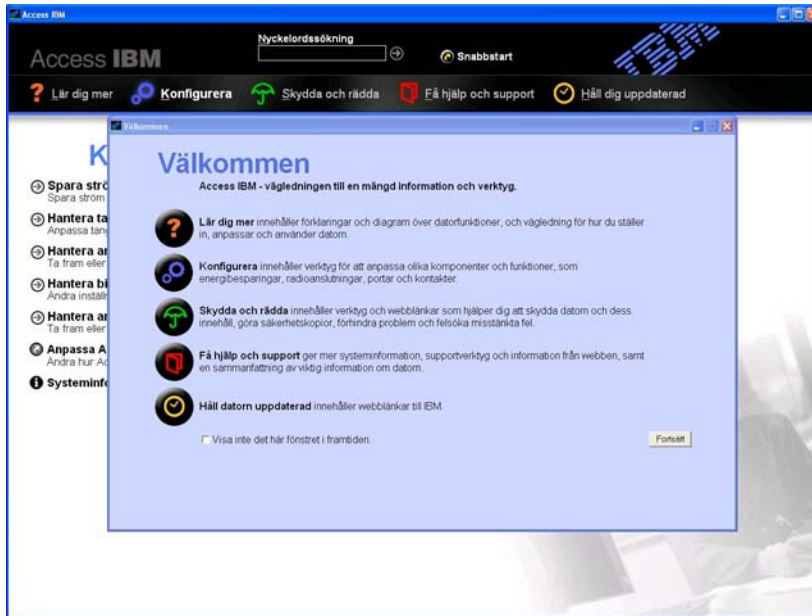 Access IBM
Nyckelordssökning
Access IBM
Snabbstart
IBM
Lär dig mer
Konfigurera
Skydda och rädda
Få hjälp och support
Håll dig uppdaterad
Välkommen
K
Välkommen
Access IBM - vägledningen till en mängd information och verktyg.
Spara strö
Spara ström
Hantera ta
Anpassa tang
Hantera an
Ta fram eller
Hantera bi
Ändra inställn
Hantera an
Ta fram eller
Anpassa A
Ändra hur Ac
Systeminfo
Lär dig mer innehåller förklaringar och diagram över datorfunktioner, och vägledning för hur du ställer
in, anpassar och använder datorn.
Konfigurera innehåller verktyg för att anpassa olika komponenter och funktioner, som
energibesparingar, radioanslutningar, portar och kontakter.
Skydda och rädda innehåller verktyg och webblänkar som hjälper dig att skydda datorn och dess
innehåll, göra säkerhetskopior, förhindra problem och felsöka misstänkta fel.
Få hjälp och support ger mer systeminformation, supportverktyg och information från webben, samt
en sammanfattning av viktig information om datorn.
Håll datorn uppdaterad innehåller webblänkar till IBM.
Visa inte det här fönstret i framtiden.
Fortsätt